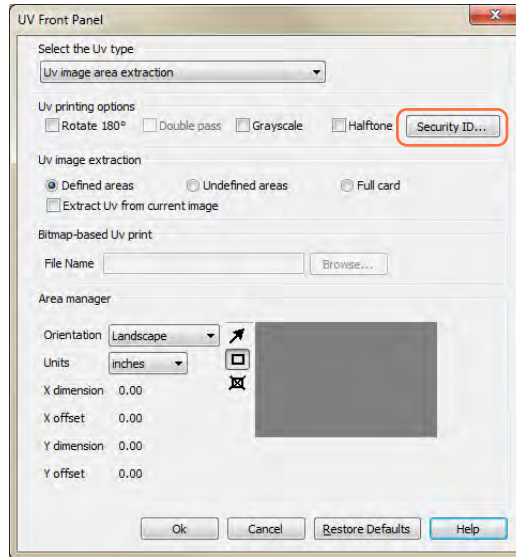 UV Front Panel
Select the Uv type
Uv image area extraction
Uv printing options
Rotate 180° Double pass Grayscale Halftone Security ID...
Uv image extraction
Defined areas Undefined areas Full card
Extract Uv from current image
Bitmap-based Uv print
File Name Browse...
Area manager
Orientation Landscape
Units inches
X dimension 0.00
X offset 0.00
Y dimension 0.00
Y offset 0.00
Ok Cancel Restore Defaults Help